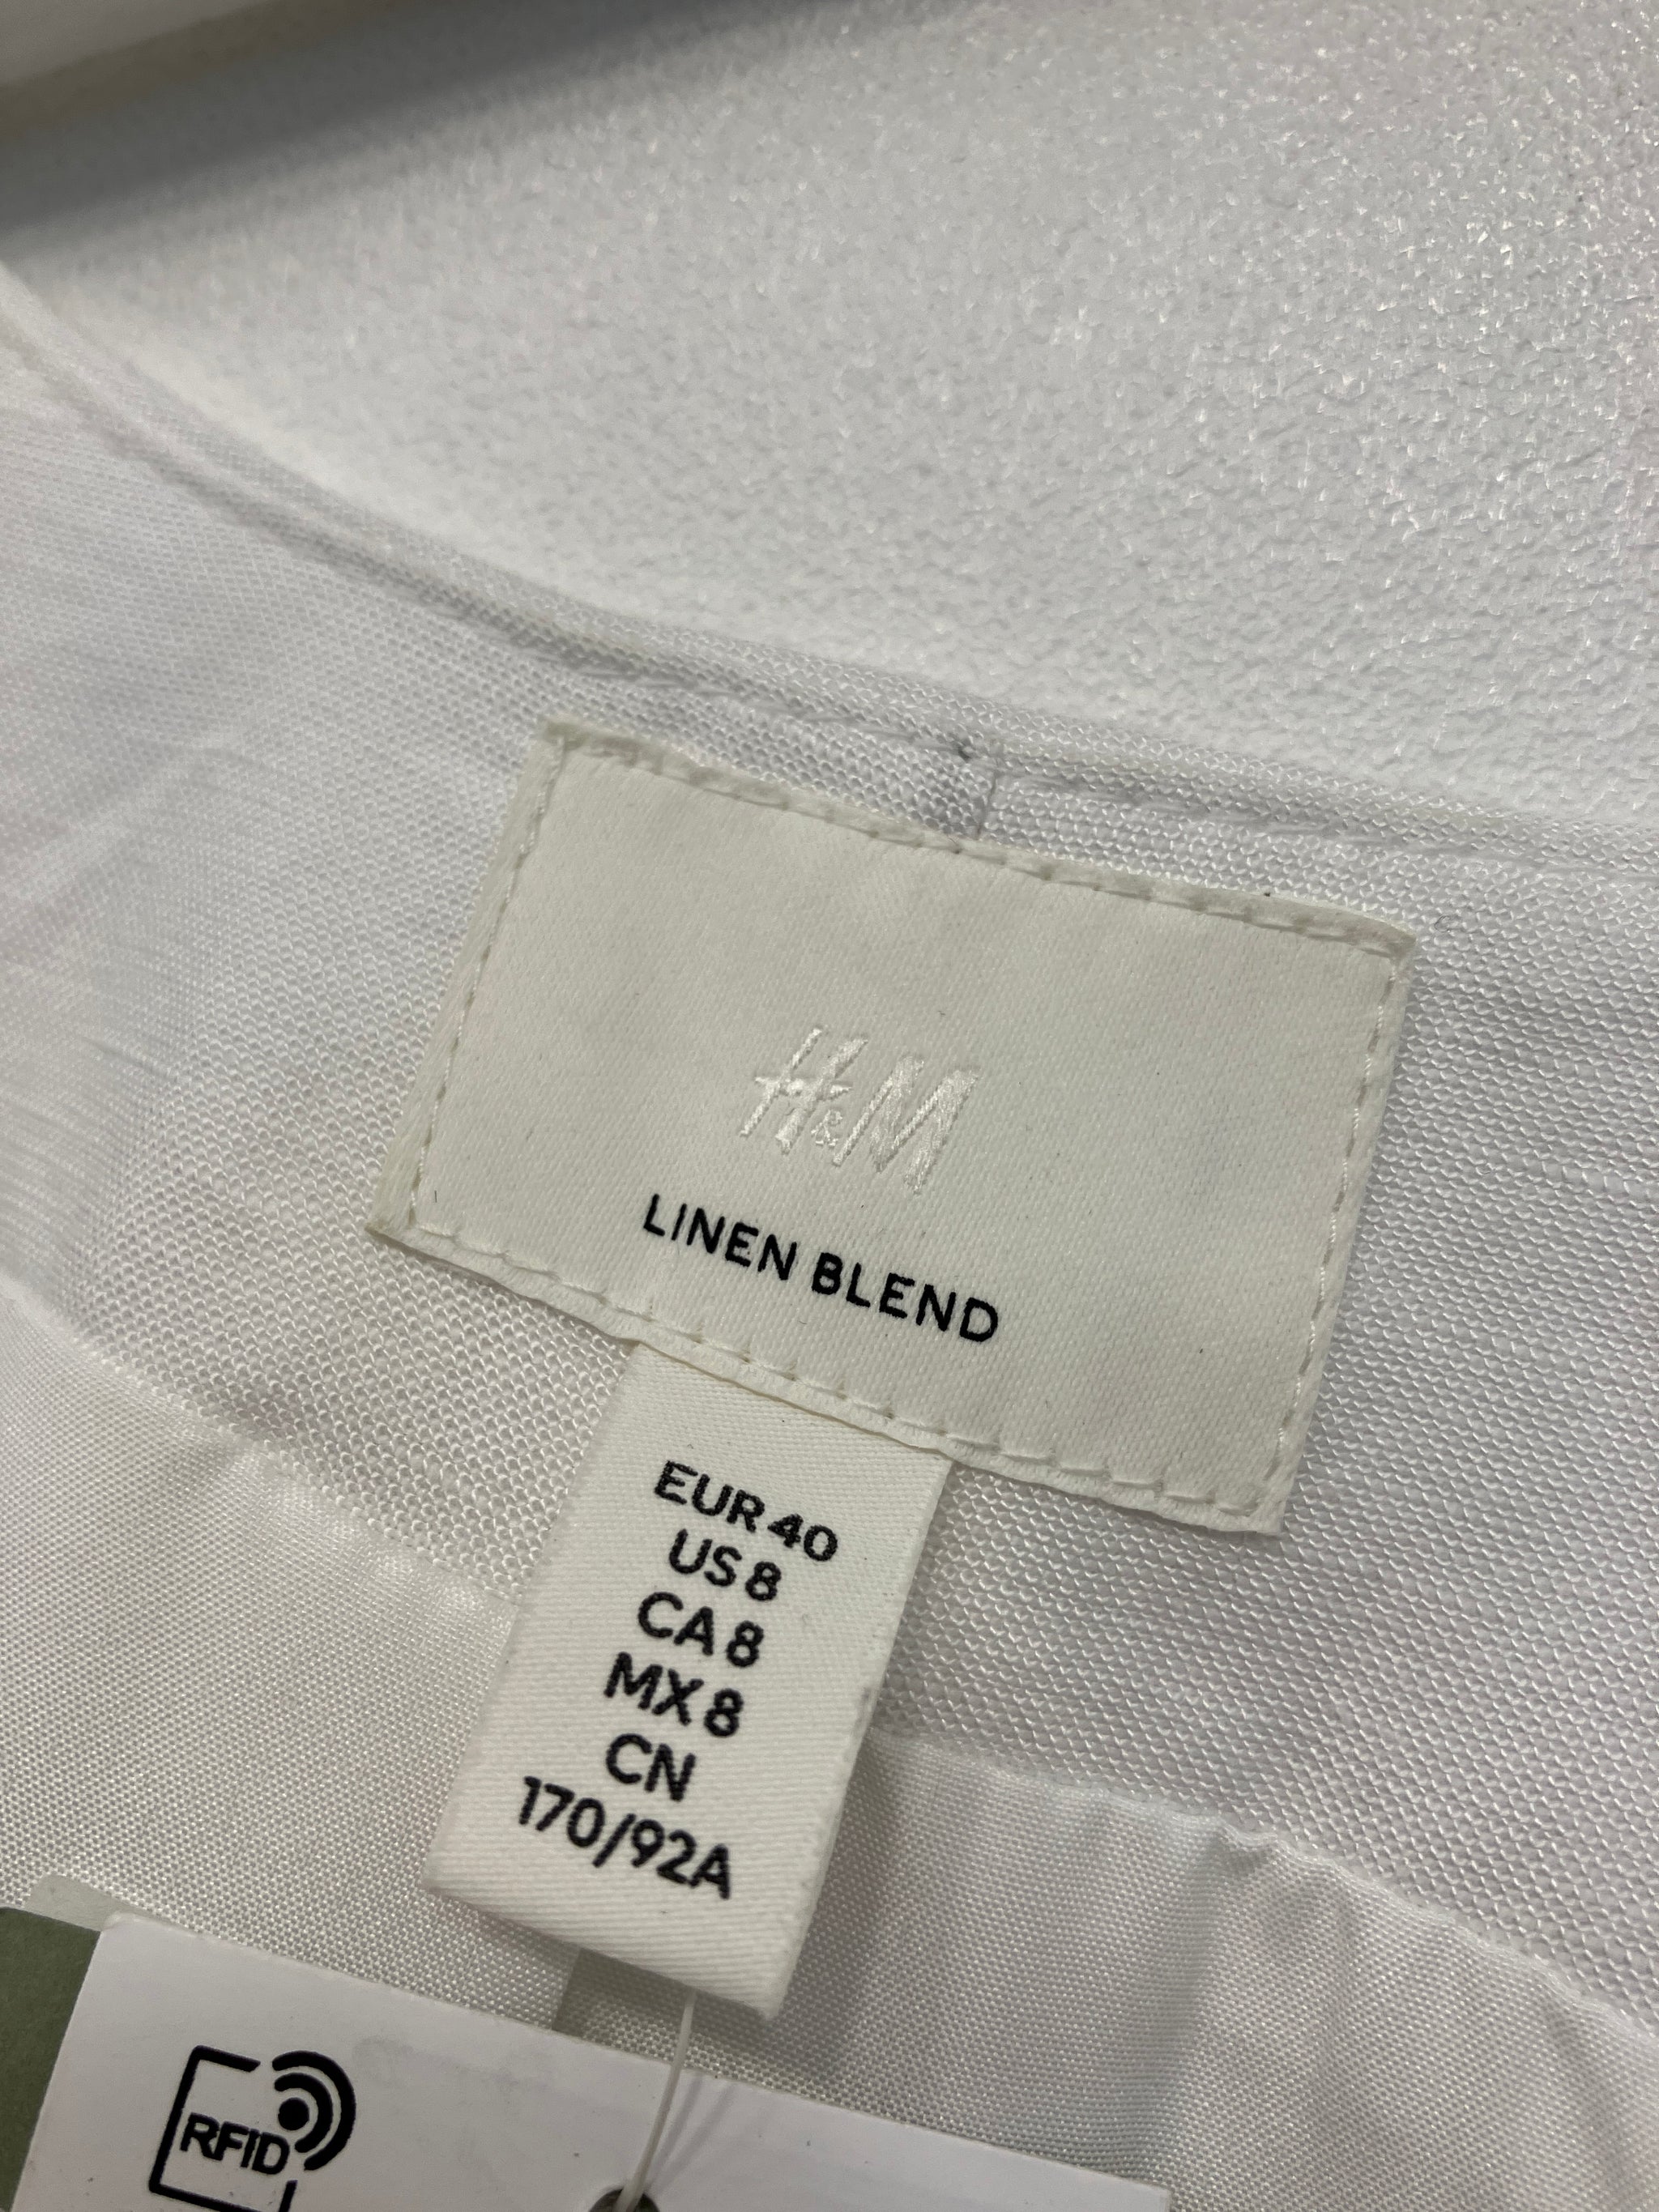 H&M
LINEN BLEND
EUR 40
US 8
CA 8
MX 8
CN
170/92A
RFID